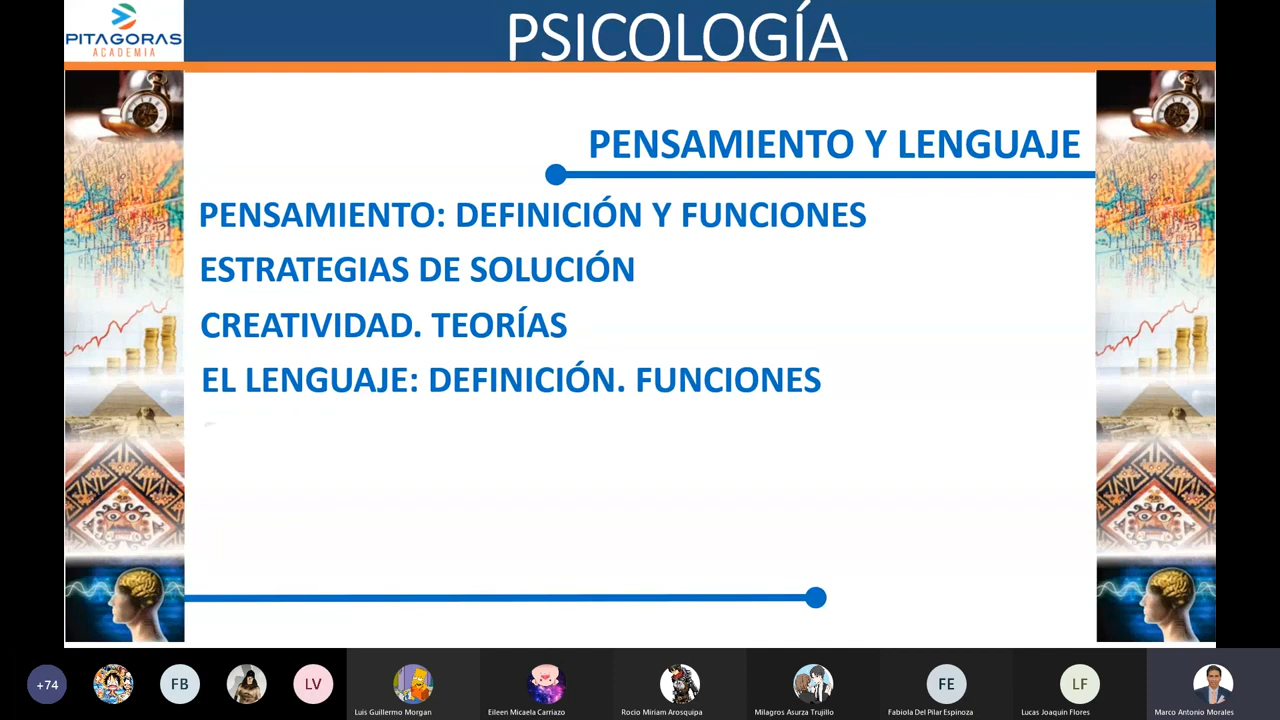 PITAGORAS
ACADEMIA
PSICOLOGÍA
PENSAMIENTO Y LENGUAJE
PENSAMIENTO: DEFINICIÓN Y FUNCIONES
ESTRATEGIAS DE SOLUCIÓN
CREATIVIDAD. TEORÍAS
EL LENGUAJE: DEFINICIÓN. FUNCIONES
+74
FB
LV
FE
LF
Luis Guillermo Morgan
Eileen Micaela Carriazo
Rocio Miriam Arosquipa
Milagros Asurza Trujillo
Fabiola Del Pilar Espinoza
Lucas Joaquin Flores
Marco Antonio Morales